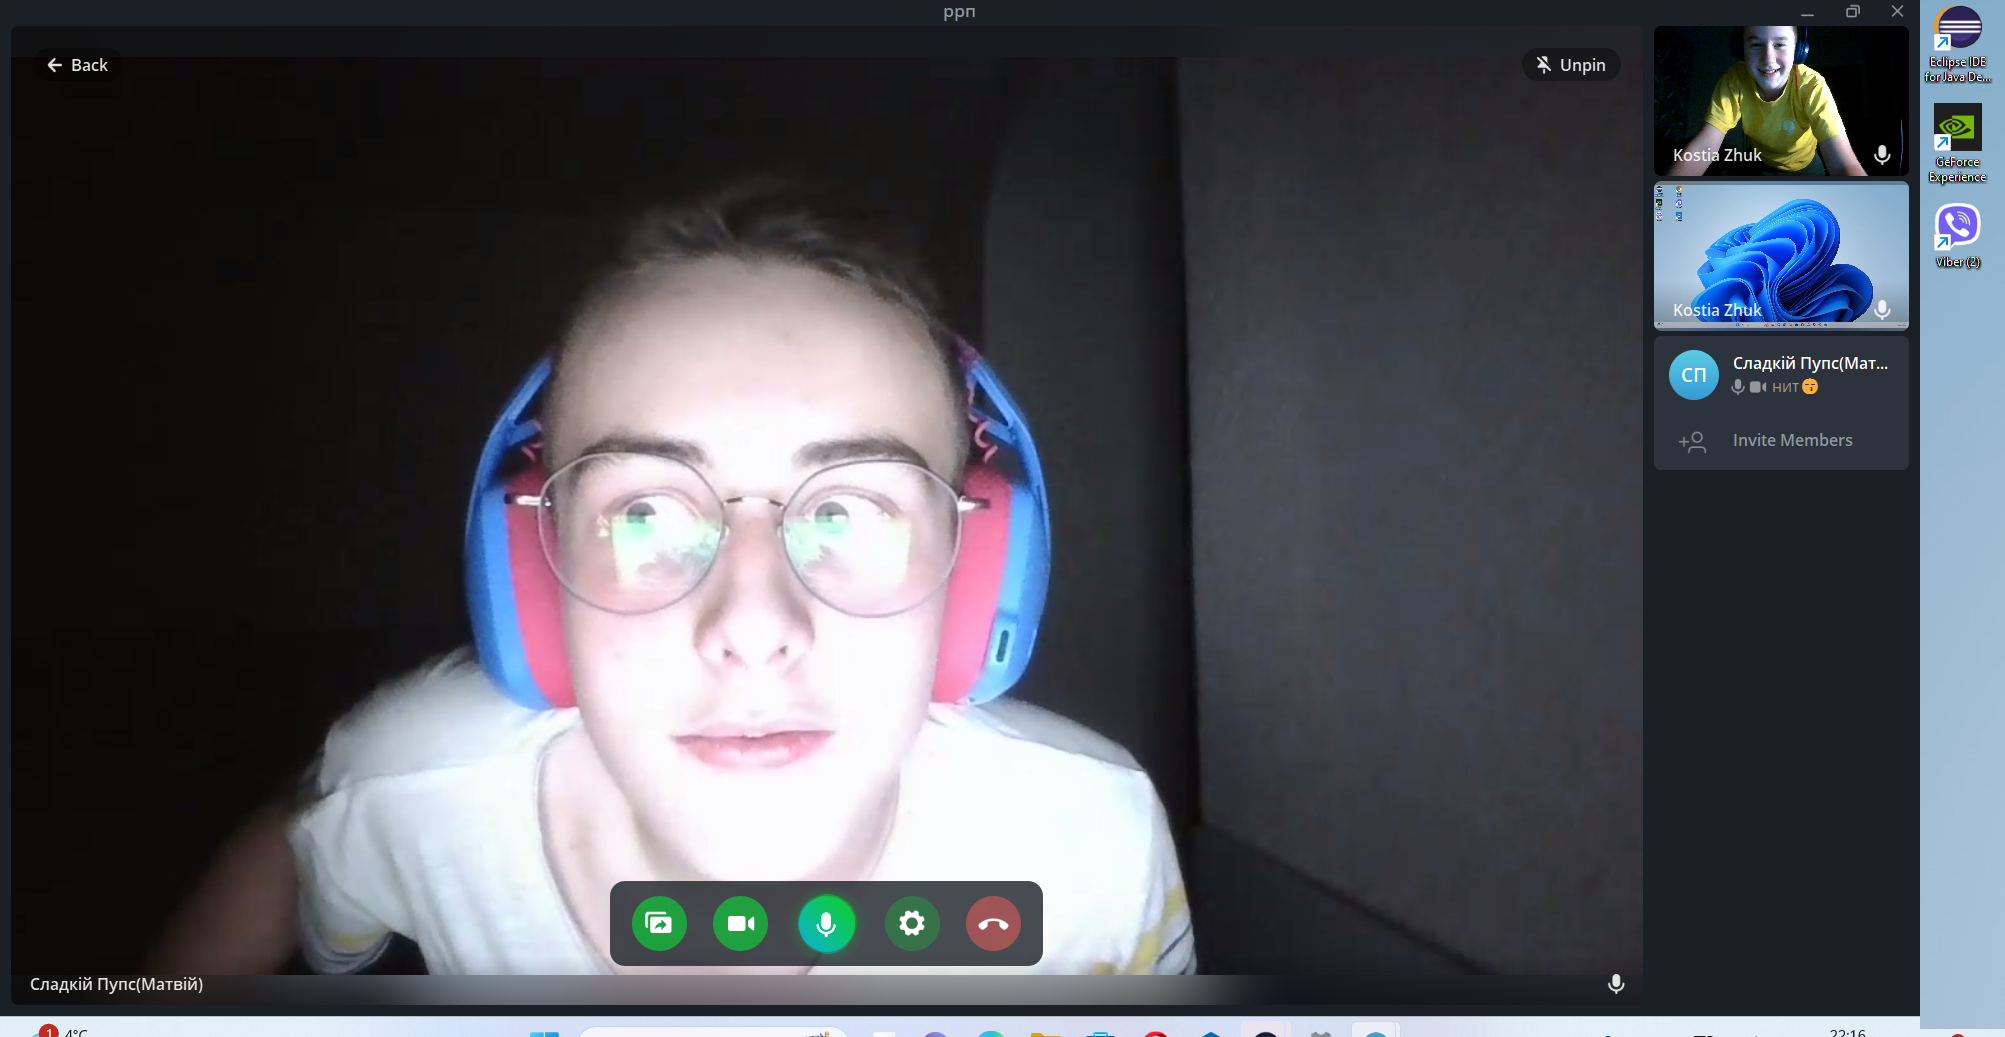 ррп
Back
Unpin
Kostia Zhuk
Kostia Zhuk
СП
Сладкій Пупс(Мат...
нит
Invite Members
Сладкій Пупс(Матвій)
Eclipse IDE
for Java De...
GeForce
Experience
Viber (2)
1
4°C
22:16